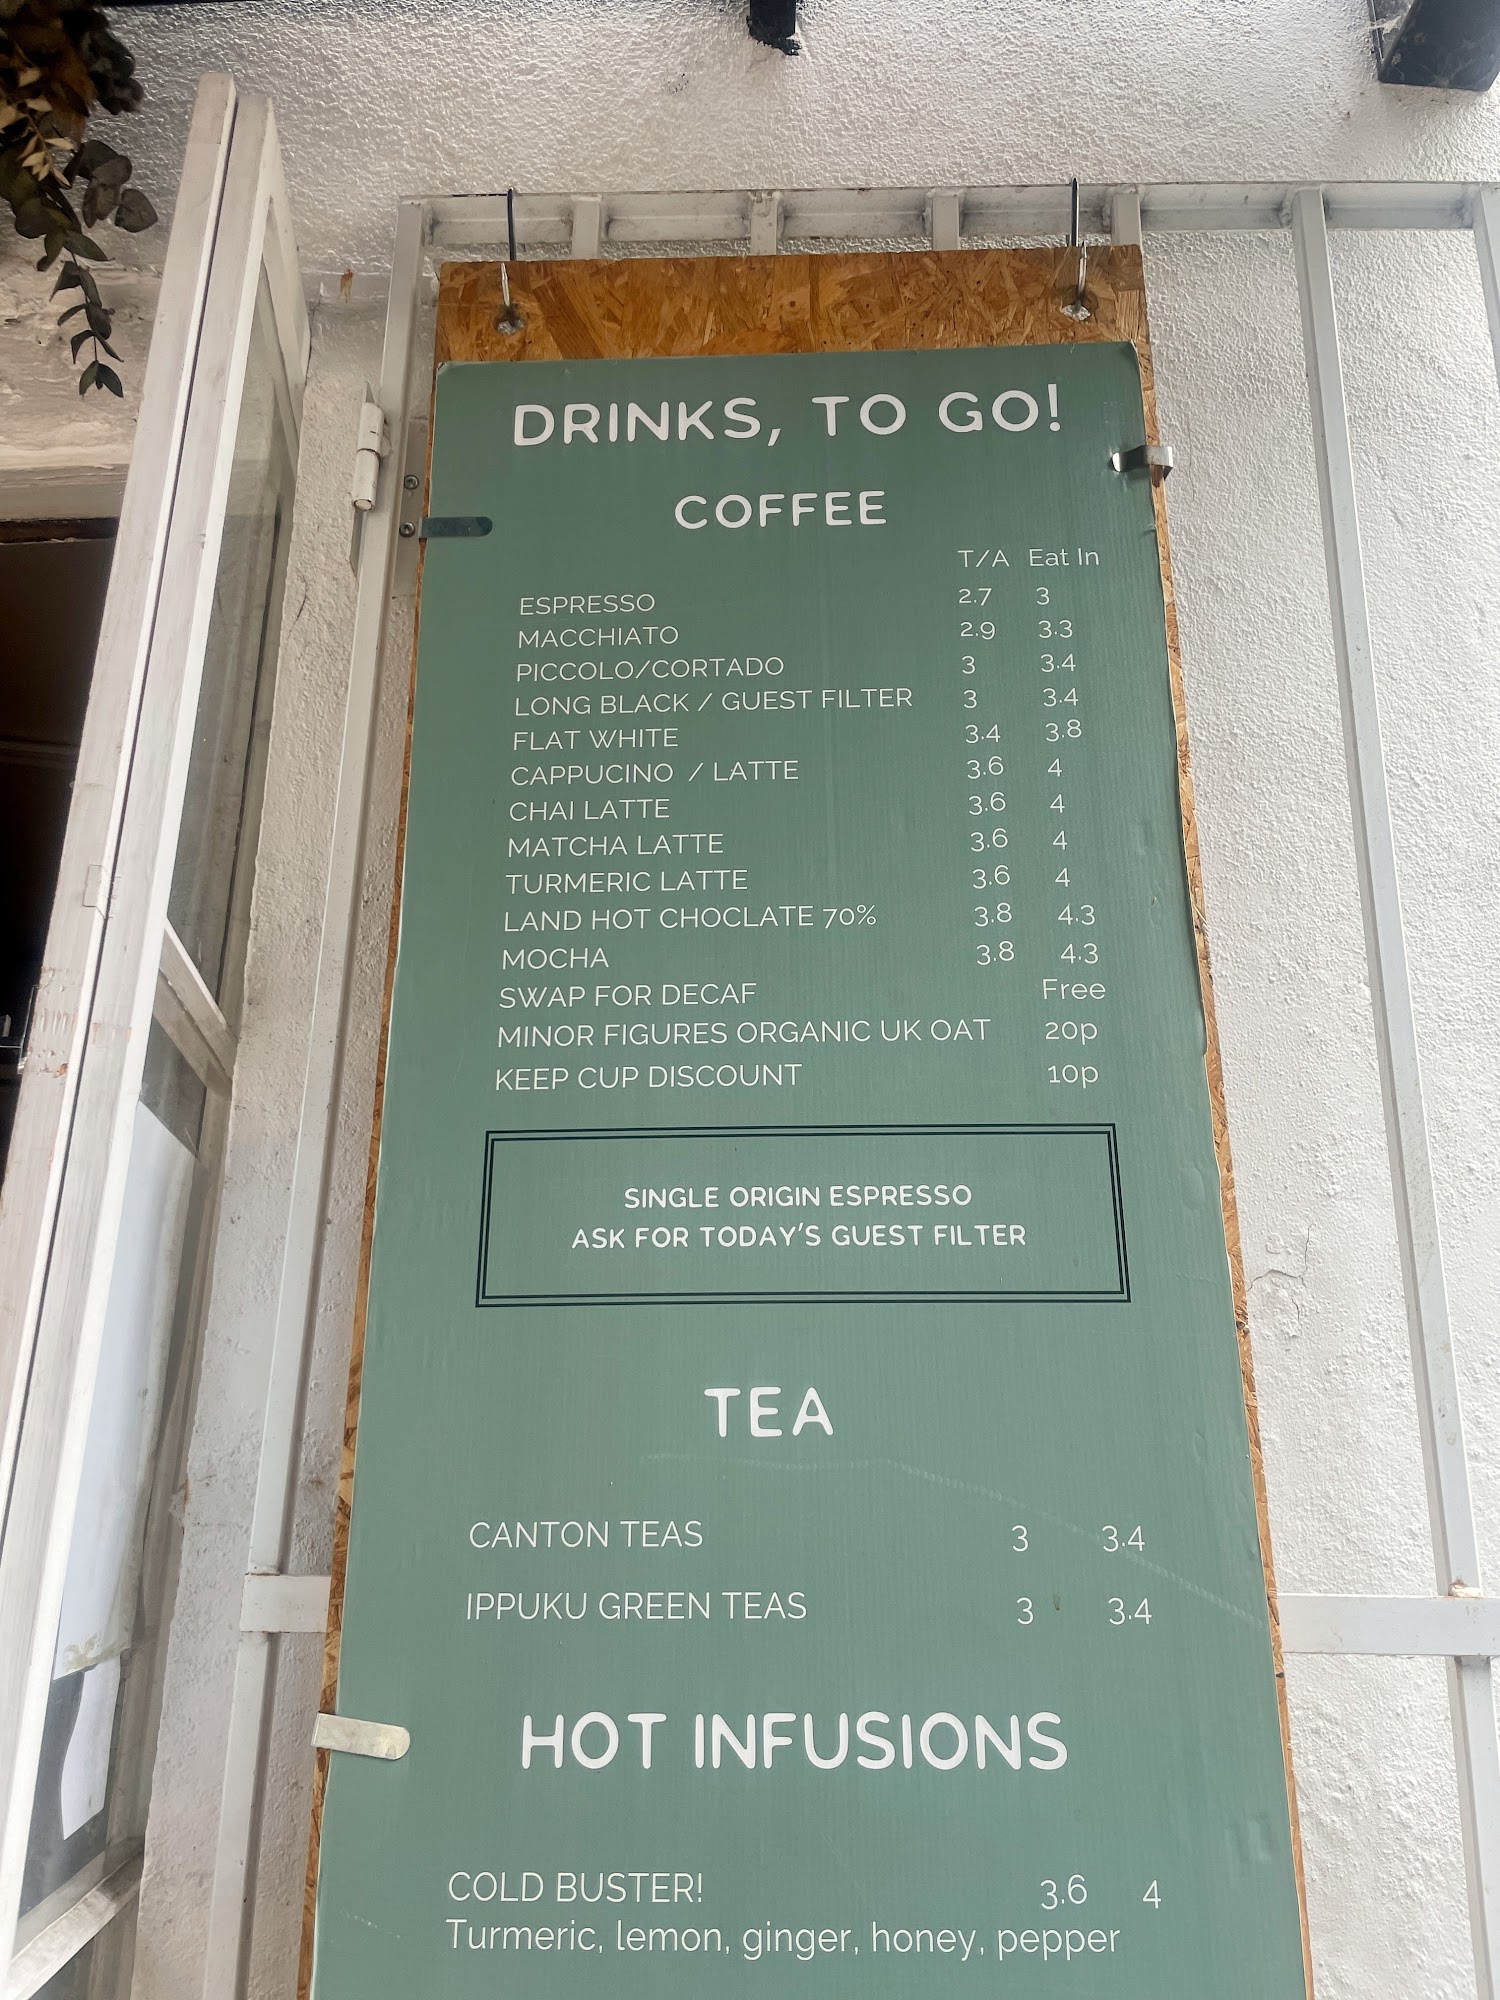 DRINKS, TO GO!
COFFEE
T/A Eat In
ESPRESSO 2.7 3
MACCHIATO 2.9 3.3
PICCOLO/CORTADO 3 3.4
LONG BLACK / GUEST FILTER 3 3.4
FLAT WHITE 3.4 3.8
CAPPUCINO / LATTE 3.6 4
CHAI LATTE 3.6 4
MATCHA LATTE 3.6 4
TURMERIC LATTE 3.6 4
LAND HOT CHOCLATE 70% 3.8 4.3
MOCHA 3.8 4.3
SWAP FOR DECAF Free
MINOR FIGURES ORGANIC UK OAT 20p
KEEP CUP DISCOUNT 10p
SINGLE ORIGIN ESPRESSO
ASK FOR TODAY'S GUEST FILTER
TEA
CANTON TEAS 3 3.4
IPPUKU GREEN TEAS 3 3.4
HOT INFUSIONS
COLD BUSTER! 3.6 4
Turmeric, lemon, ginger, honey, pepper